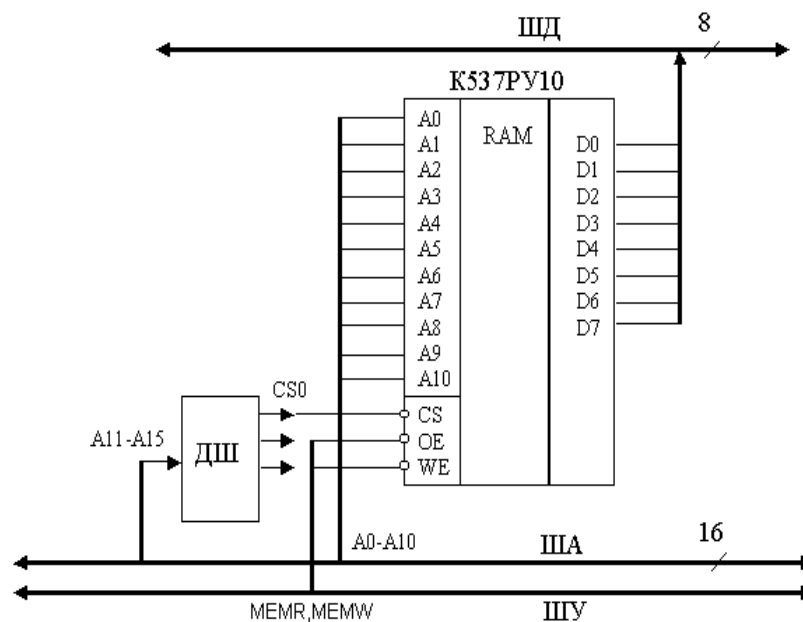 ШД
8
К537РУ10
A0
A1
A2
A3
A4
A5
A6
A7
A8
A9
A10
RAM
D0
D1
D2
D3
D4
D5
D6
D7
CS0
CS
OE
WE
A11-A15
ДШ
A0-A10
ША
16
MEMR,MEMW
ШУ